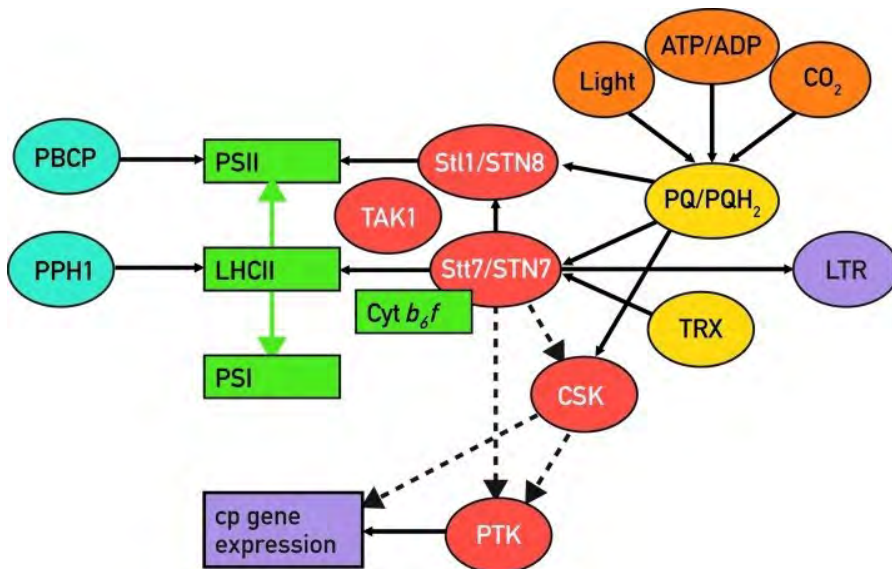 ATP/ADP
Light
CO₂
PBCP
PSII
Stl1/STN8
TAK1
PQ/PQH₂
PPH1
LHCII
Stt7/STN7
LTR
Cyt b₆f
TRX
PSI
CSK
cp gene
expression
PTK